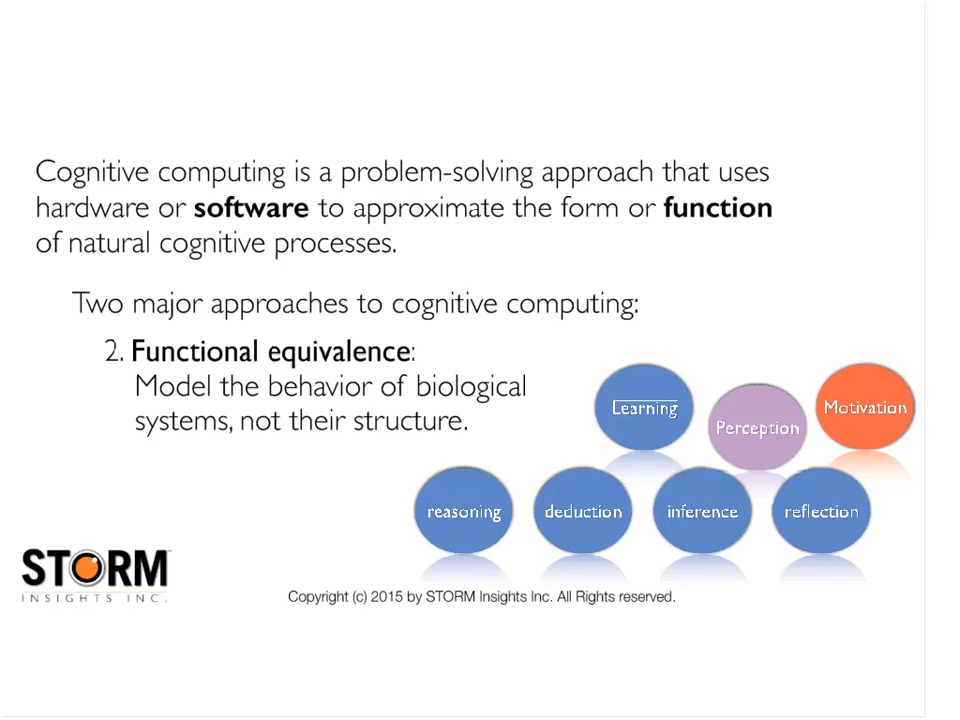 Cognitive computing is a problem-solving approach that uses
hardware or software to approximate the form or function
of natural cognitive processes.
Two major approaches to cognitive computing:
2. Functional equivalence:
Model the behavior of biological
systems, not their structure.
Learning
Perception
Motivation
reasoning
deduction
inference
reflection
STORM™
INSIGHTS INC.
Copyright (c) 2015 by STORM Insights Inc. All Rights reserved.